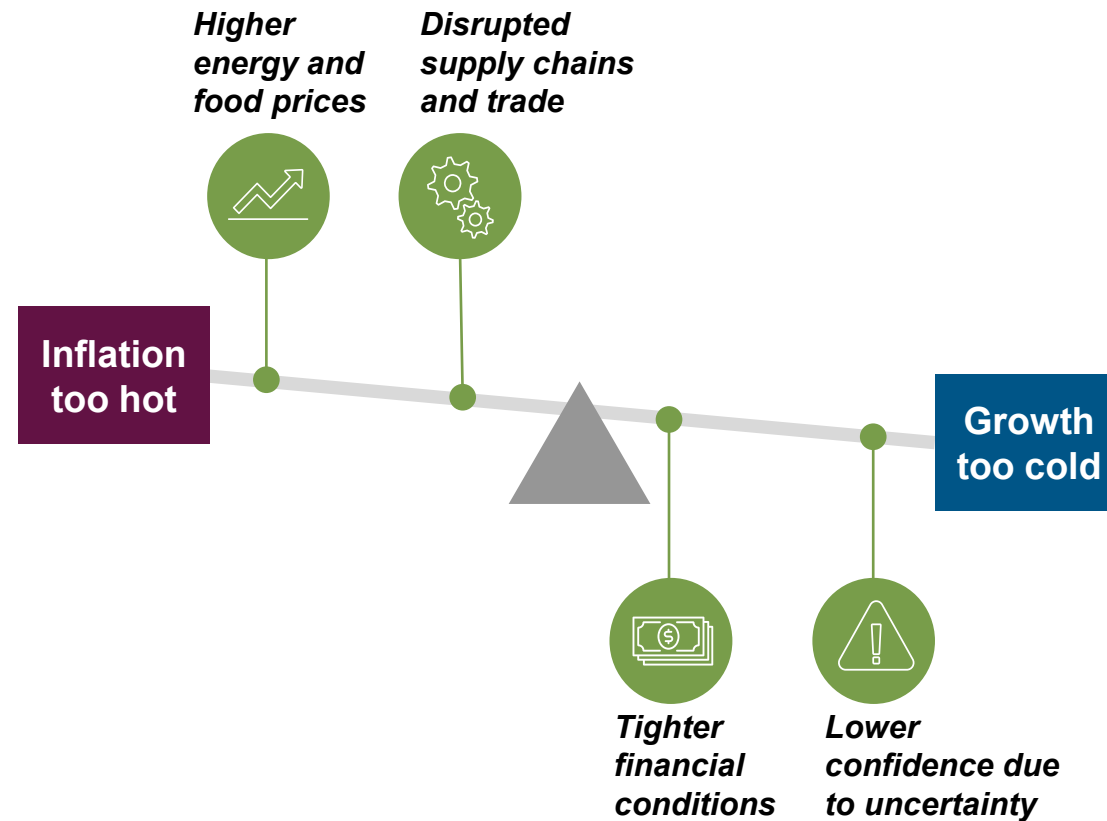 Higher
energy and
food prices
Disrupted
supply chains
and trade
Inflation
too hot
Growth
too cold
$
Tighter
financial
conditions
Lower
confidence due
to uncertainty